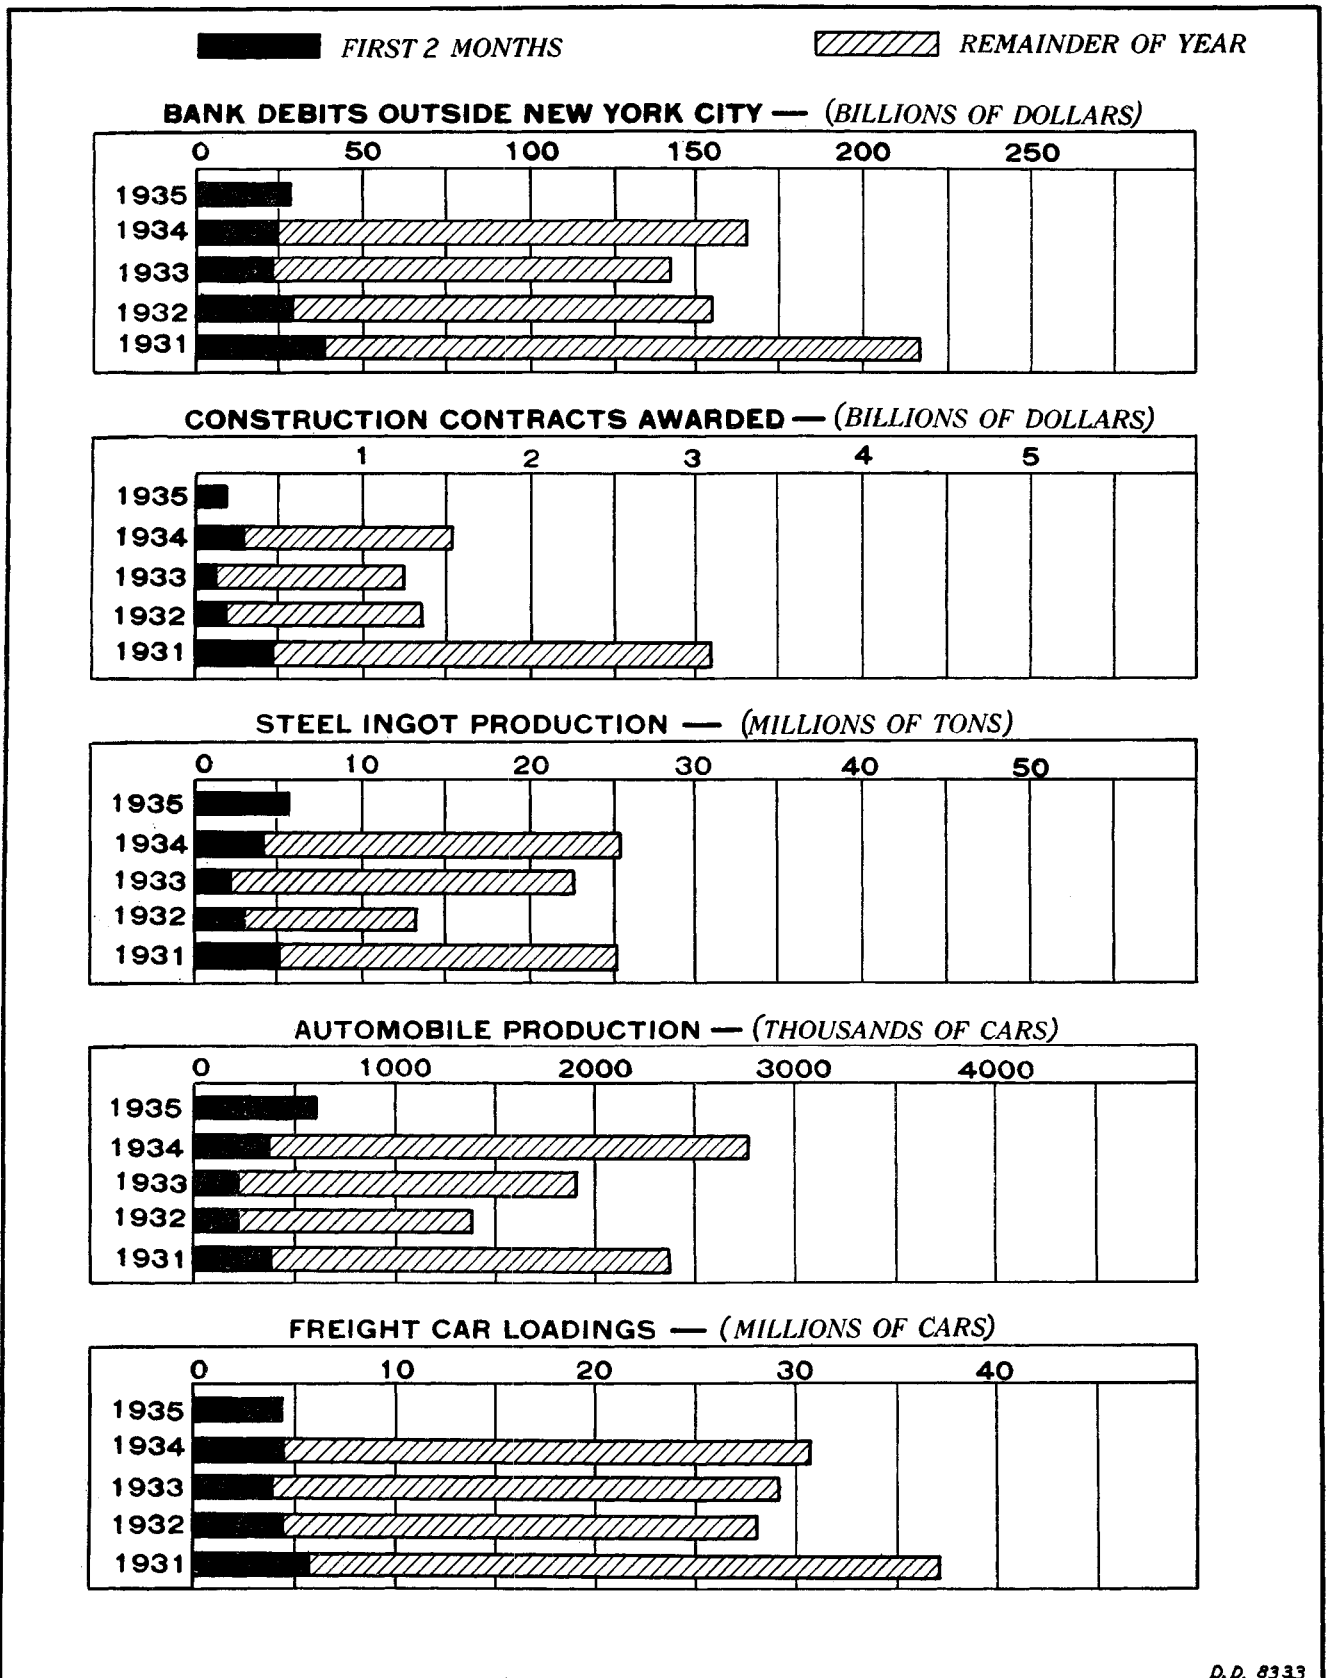 FIRST 2 MONTHS REMAINDER OF YEAR
BANK DEBITS OUTSIDE NEW YORK CITY — (BILLIONS OF DOLLARS)
0 50 100 150 200 250
1935
1934
1933
1932
1931
CONSTRUCTION CONTRACTS AWARDED — (BILLIONS OF DOLLARS)
1 2 3 4 5
1935
1934
1933
1932
1931
STEEL INGOT PRODUCTION — (MILLIONS OF TONS)
0 10 20 30 40 50
1935
1934
1933
1932
1931
AUTOMOBILE PRODUCTION — (THOUSANDS OF CARS)
0 1000 2000 3000 4000
1935
1934
1933
1932
1931
FREIGHT CAR LOADINGS — (MILLIONS OF CARS)
0 10 20 30 40
1935
1934
1933
1932
1931
D.D. 8333